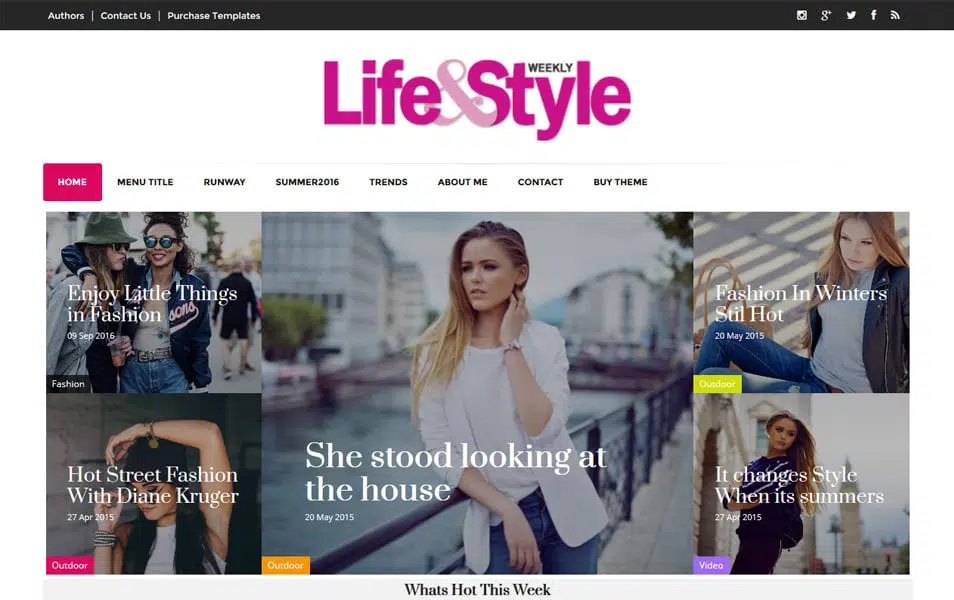 Authors | Contact Us | Purchase Templates
Life&Style WEEKLY
HOME MENU TITLE RUNWAY SUMMER2016 TRENDS ABOUT ME CONTACT BUY THEME
Enjoy Little Things
in Fashion
09 Sep 2016
Fashion
Hot Street Fashion
With Diane Kruger
27 Apr 2015
Outdoor
She stood looking at
the house
20 May 2015
Outdoor
Fashion In Winters
Stil Hot
20 May 2015
Outdoor
It changes Style
When its summers
27 Apr 2015
Video
Whats Hot This Week